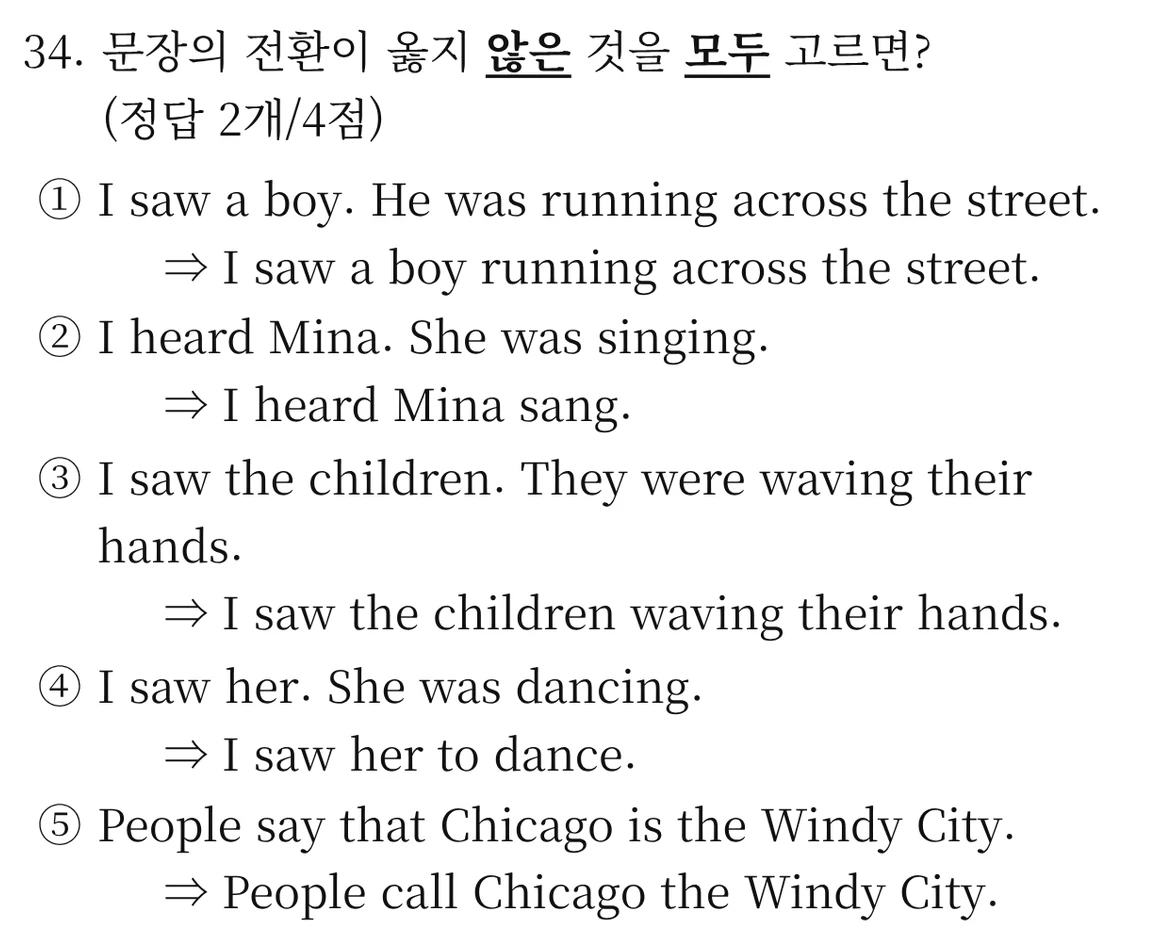 34. 문장의 전환이 옳지 않은 것을 모두 고르면?
(정답 2개/4점)
① I saw a boy. He was running across the street.
⇒ I saw a boy running across the street.
② I heard Mina. She was singing.
⇒ I heard Mina sang.
③ I saw the children. They were waving their
hands.
⇒ I saw the children waving their hands.
④ I saw her. She was dancing.
⇒ I saw her to dance.
⑤ People say that Chicago is the Windy City.
⇒ People call Chicago the Windy City.